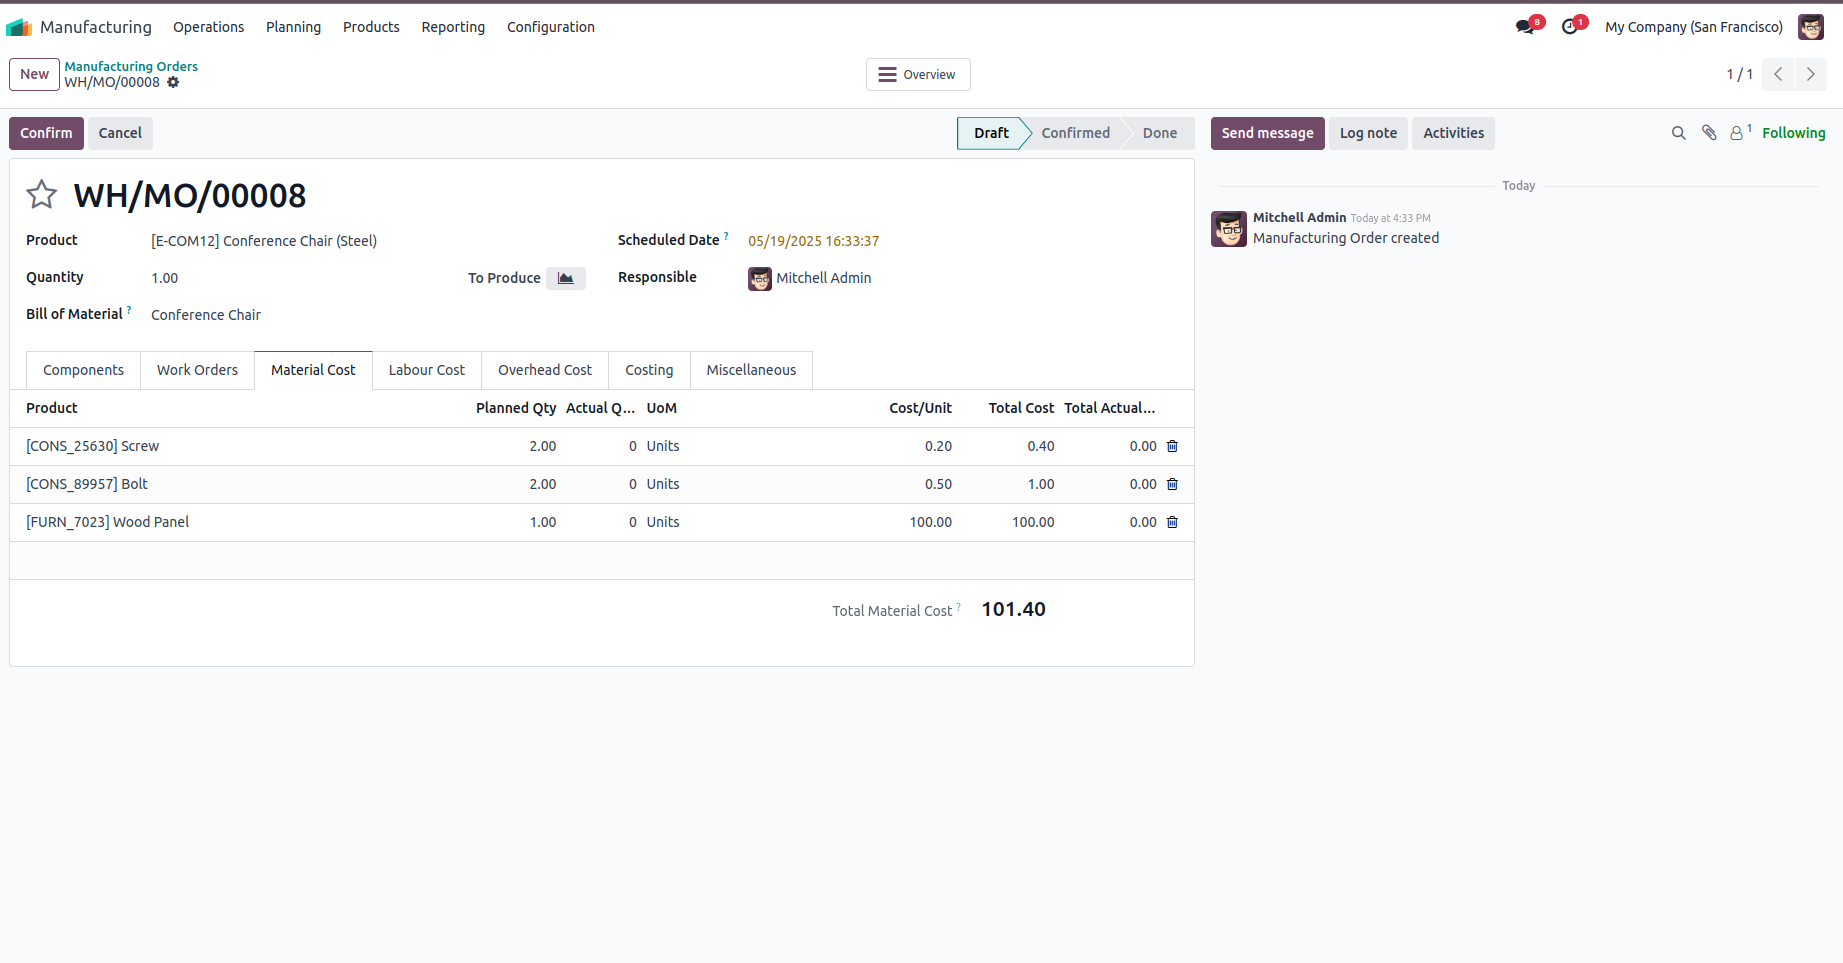 Manufacturing Operations Planning Products Reporting Configuration 8 1 My Company (San Francisco)
New Manufacturing Orders
WH/MO/00008 Overview 1 / 1
Confirm Cancel Draft Confirmed Done Send message Log note Activities 1 Following
Today
WH/MO/00008
Mitchell Admin Today at 4:33 PM
Manufacturing Order created
Product [E-COM12] Conference Chair (Steel) Scheduled Date ? 05/19/2025 16:33:37
Quantity 1.00 To Produce Responsible Mitchell Admin
Bill of Material ? Conference Chair
Components Work Orders Material Cost Labour Cost Overhead Cost Costing Miscellaneous
Product Planned Qty Actual Q... UoM Cost/Unit Total Cost Total Actual...
[CONS_25630] Screw 2.00 0 Units 0.20 0.40 0.00
[CONS_89957] Bolt 2.00 0 Units 0.50 1.00 0.00
[FURN_7023] Wood Panel 1.00 0 Units 100.00 100.00 0.00
Total Material Cost ? 101.40